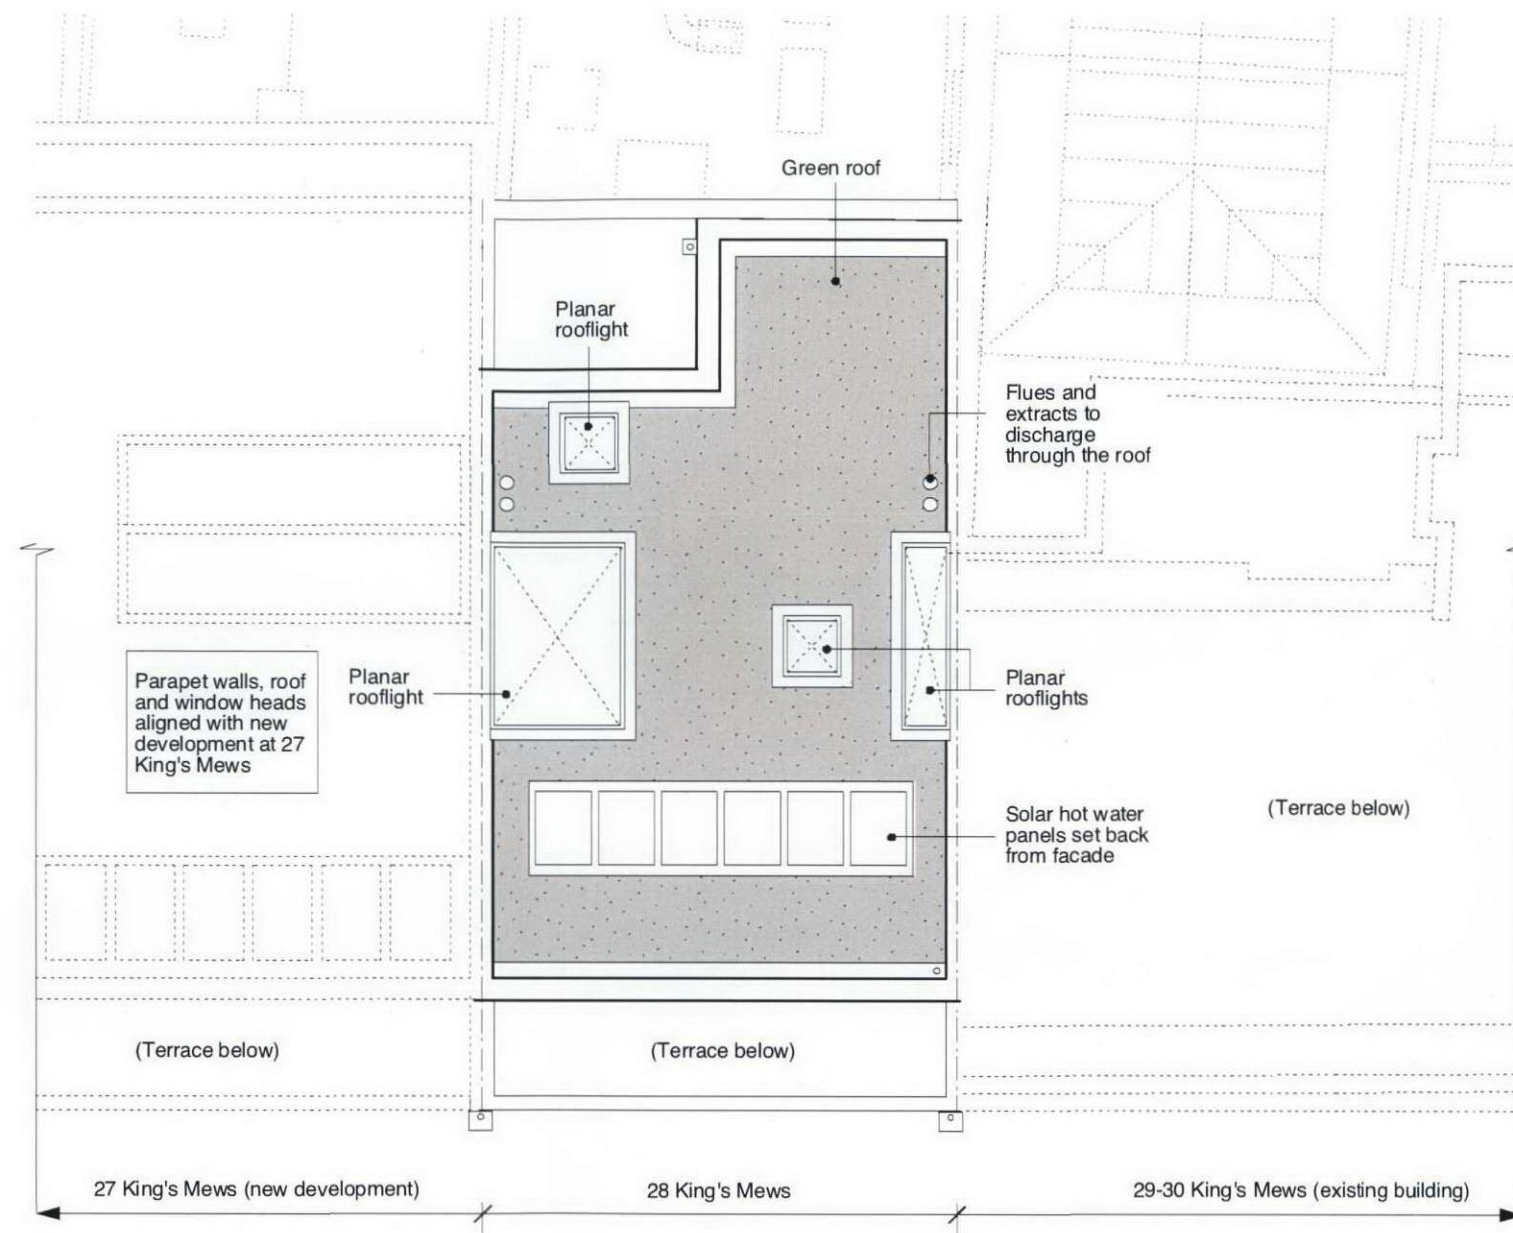 Green roof
Planar
rooflight
Flues and
extracts to
discharge
through the roof
Parapet walls, roof
and window heads
aligned with new
development at 27
King's Mews
Planar
rooflight
Planar
rooflights
Solar hot water
panels set back
from facade
(Terrace below)
(Terrace below)
(Terrace below)
27 King's Mews (new development)
28 King's Mews
29-30 King's Mews (existing building)